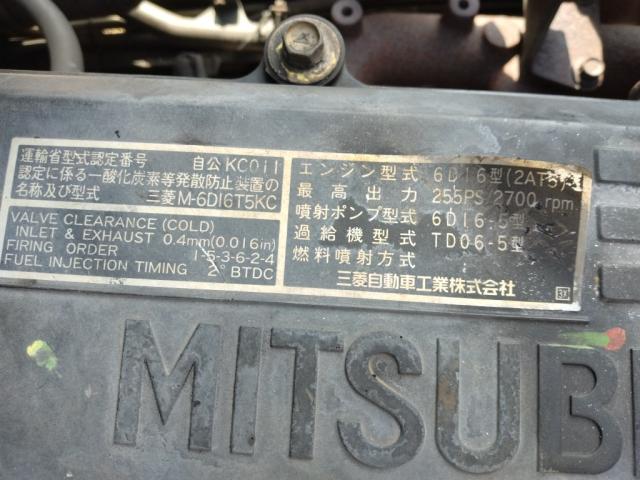 運輸省型式認定番号 自公KC011
認定に係る一酸化炭素等発散防止装置の
名称及び型式 三菱M-6D16T5KC
VALVE CLEARANCE (COLD)
INLET & EXHAUST 0.4mm(0.016in)
FIRING ORDER 1-5-3-6-2-4
FUEL INJECTION TIMING 2° BTDC
エンジン型式 6D16型(2AT5)
最高出力 255PS/2700rpm
噴射ポンプ型式 6D16-5型
過給機型式 TD06-5型
燃料噴射方式
三菱自動車工業株式会社
MITSUB